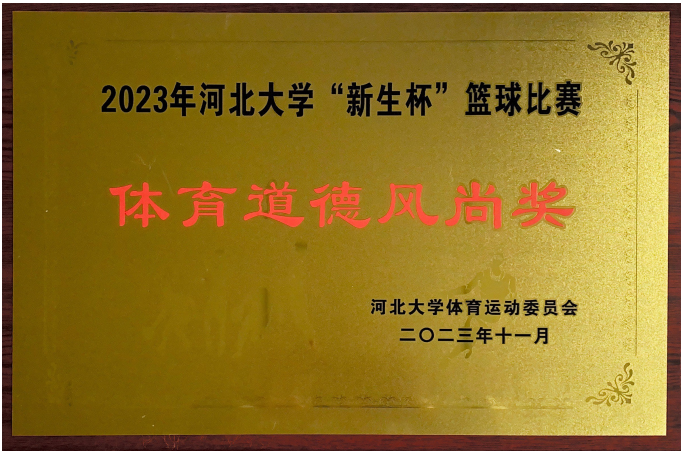 2023年河北大学“新生杯”篮球比赛
体育道德风尚奖
河北大学体育运动委员会
二〇二三年十一月